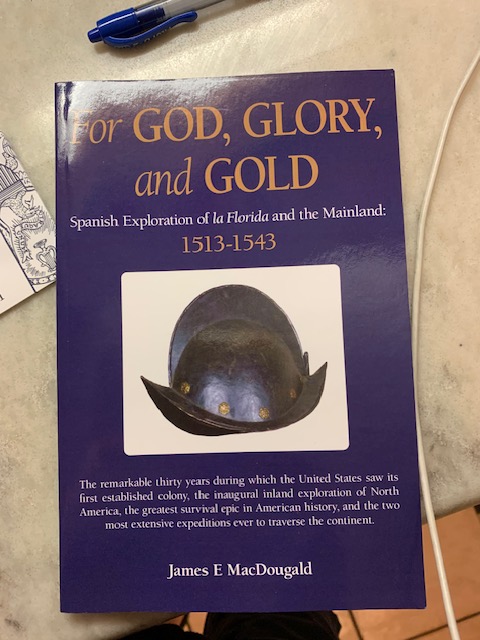 For GOD, GLORY,
and GOLD
Spanish Exploration of la Florida and the Mainland:
1513-1543
The remarkable thirty years during which the United States saw its
first established colony, the inaugural inland exploration of North
America, the greatest survival epic in American history, and the two
most extensive expeditions ever to traverse the continent.
James E MacDougald